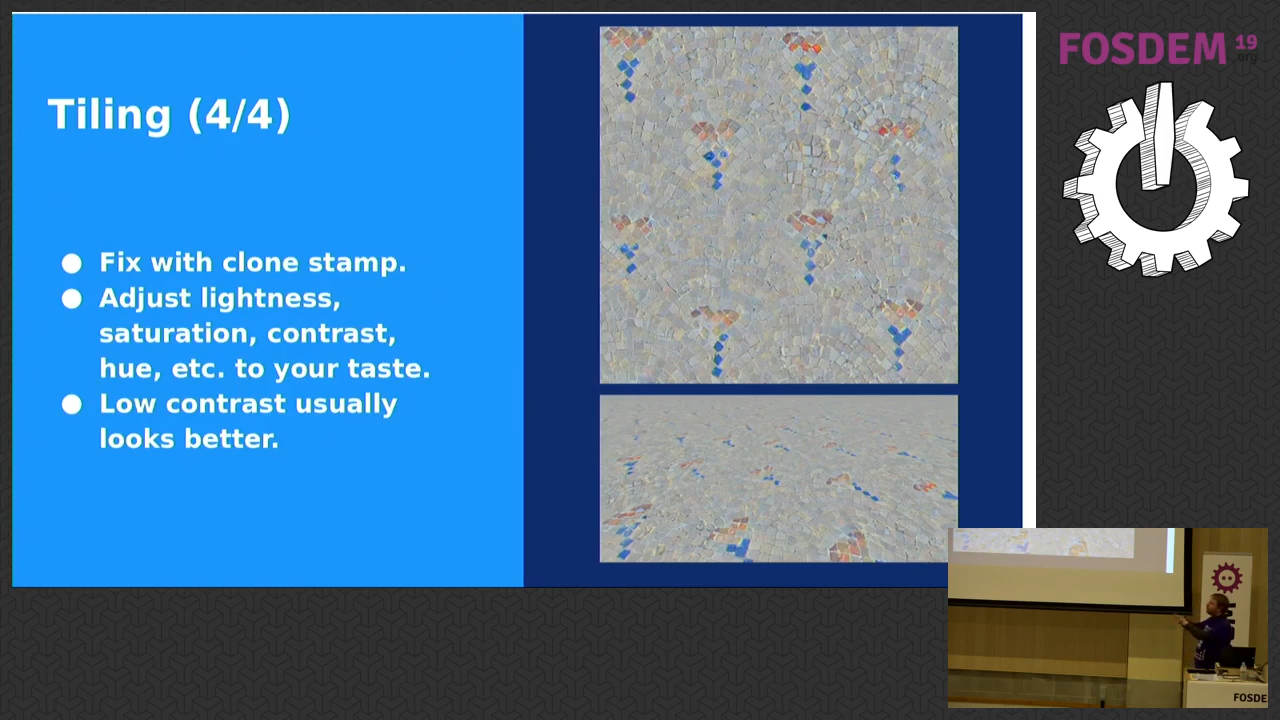 Tiling (4/4)
● Fix with clone stamp.
● Adjust lightness,
saturation, contrast,
hue, etc. to your taste.
● Low contrast usually
looks better.
FOSDEM 19
.org
FOSDE